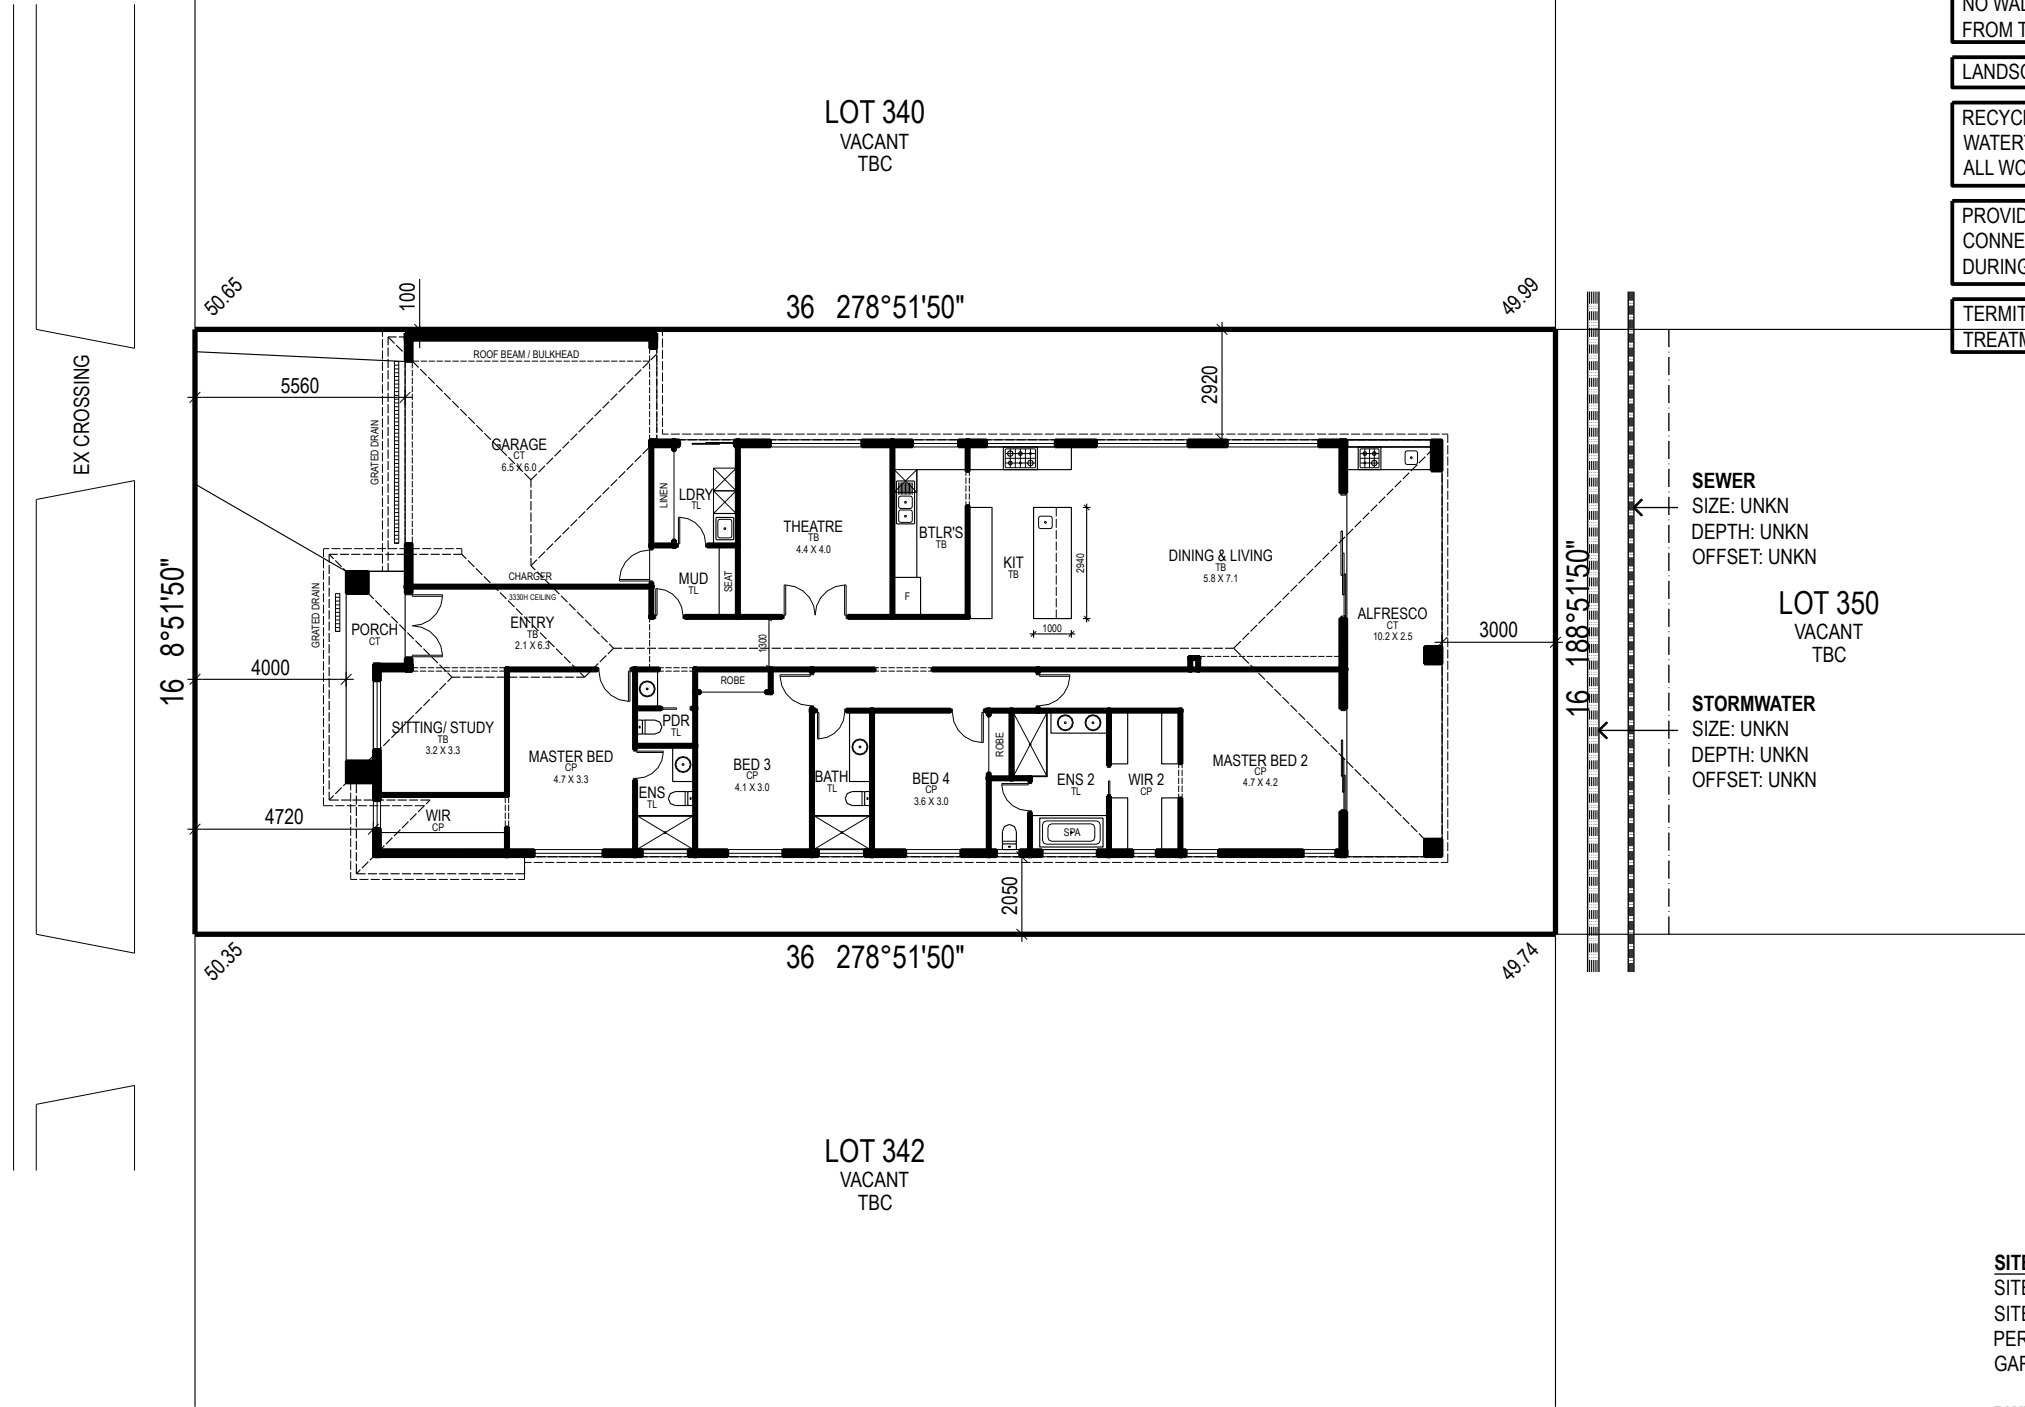 NO WAL
FROM T
LANDSC
RECYCL
WATERT
ALL WO
PROVID
CONNE
DURING
TERMIT
TREATM
LOT 340
VACANT
TBC
50.65
100
36 278°51'50"
49.99
EX CROSSING
5560
GRATED DRAIN
ROOF BEAM / BULKHEAD
GARAGE
CT
6.5 X 6.0
CHARGER
2920
LINEN
LDRY
TL
MUD
TL
SEAT
THEATRE
TB
4.4 X 4.0
BTLR'S
TB
F
KIT
TB
2940
1000
DINING & LIVING
TB
5.8 X 7.1
ALFRESCO
CT
10.2 X 2.5
3000
16 8°51'50"
16 188°51'50"
SEWER
SIZE: UNKN
DEPTH: UNKN
OFFSET: UNKN
LOT 350
VACANT
TBC
STORMWATER
SIZE: UNKN
DEPTH: UNKN
OFFSET: UNKN
GRATED DRAIN
PORCH
CT
3330H CEILING
ENTRY
TB
2.1 X 6.3
1300
4000
SITTING/ STUDY
TB
3.2 X 3.3
4720
WIR
CP
MASTER BED
CP
4.7 X 3.3
PDR
TL
ENS
TL
ROBE
BED 3
CP
4.1 X 3.0
BATH
TL
BED 4
CP
3.6 X 3.0
ROBE
ENS 2
TL
SPA
WIR 2
CP
MASTER BED 2
CP
4.7 X 4.2
2050
50.35
36 278°51'50"
49.74
LOT 342
VACANT
TBC
SITE
SITE
SITE
PER
GAR